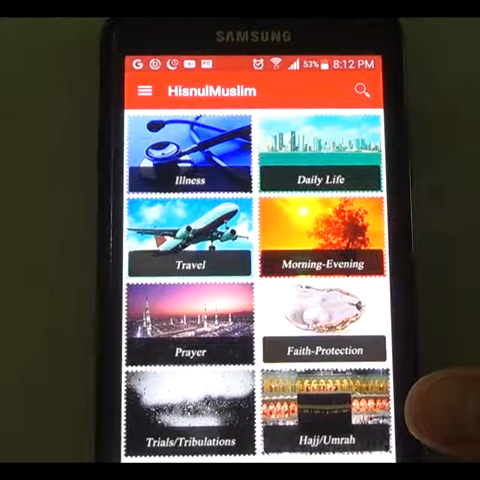 SAMSUNG
G 53% 8:12 PM
HisnulMuslim
Illness
Daily Life
Travel
Morning-Evening
Prayer
Faith-Protection
Trials/Tribulations
Hajj/Umrah